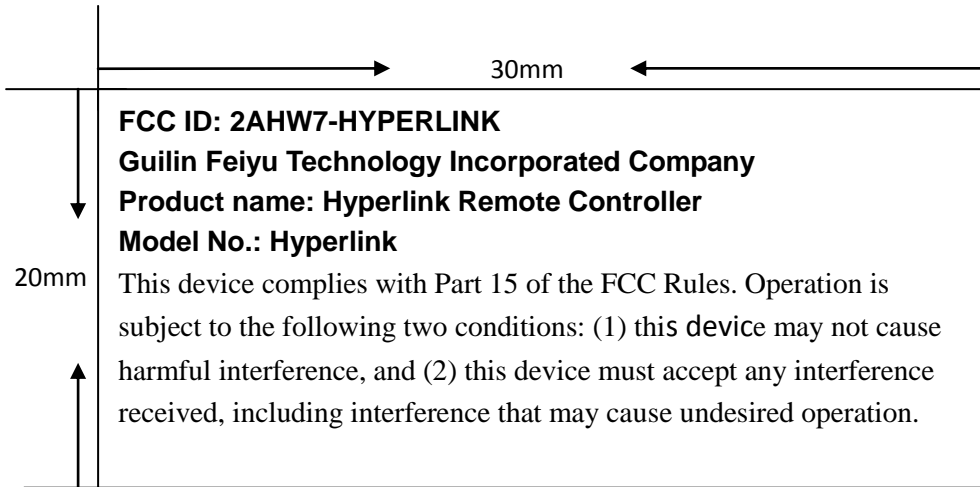 30mm
FCC ID: 2AHW7-HYPERLINK
Guilin Feiyu Technology Incorporated Company
Product name: Hyperlink Remote Controller
Model No.: Hyperlink
20mm
This device complies with Part 15 of the FCC Rules. Operation is
subject to the following two conditions: (1) this device may not cause
harmful interference, and (2) this device must accept any interference
received, including interference that may cause undesired operation.